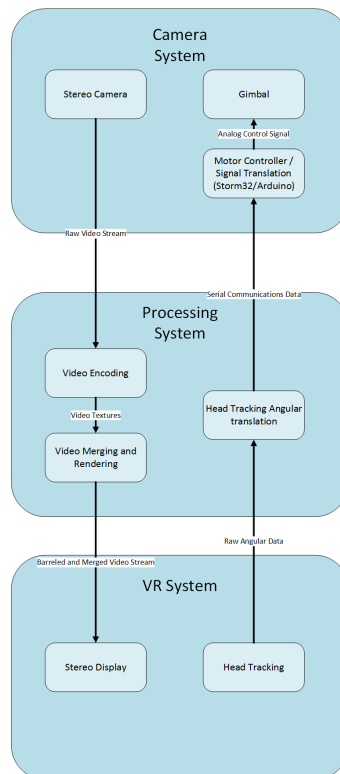 Camera
System
Stereo Camera
Gimbal
Analog Control Signal
Motor Controller /
Signal Translation
(Storm32/Arduino)
Raw Video Stream
Serial Communications Data
Processing
System
Video Encoding
Video Textures
Head Tracking Angular
translation
Video Merging and
Rendering
Raw Angular Data
Barreled and Merged Video Stream
VR System
Stereo Display
Head Tracking